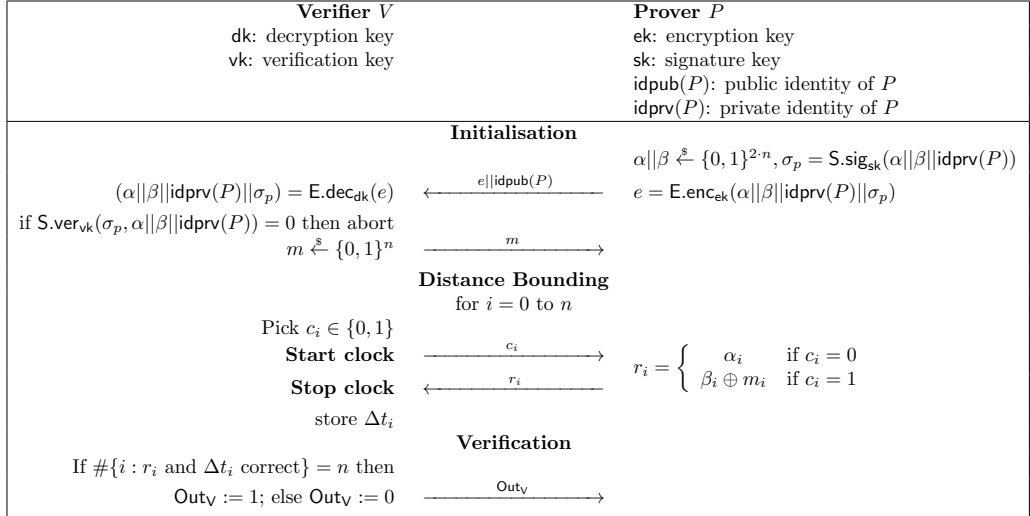 Verifier V Prover P
dk: decryption key ek: encryption key
vk: verification key sk: signature key
idpub(P): public identity of P
idprv(P): private identity of P
Initialisation
α||β ←$ {0, 1}^{2·n}, σ_p = S.sig_sk(α||β||idprv(P))
(α||β||idprv(P)||σ_p) = E.dec_dk(e) e||idpub(P) e = E.enc_ek(α||β||idprv(P)||σ_p)
if S.ver_vk(σ_p, α||β||idprv(P)) = 0 then abort
m ←$ {0, 1}^n m
Distance Bounding
for i = 0 to n
Pick c_i ∈ {0, 1}
Start clock c_i
r_i = { α_i if c_i = 0
β_i ⊕ m_i if c_i = 1
Stop clock r_i
store Δt_i
Verification
If #{i : r_i and Δt_i correct} = n then
Out_V := 1; else Out_V := 0 Out_V